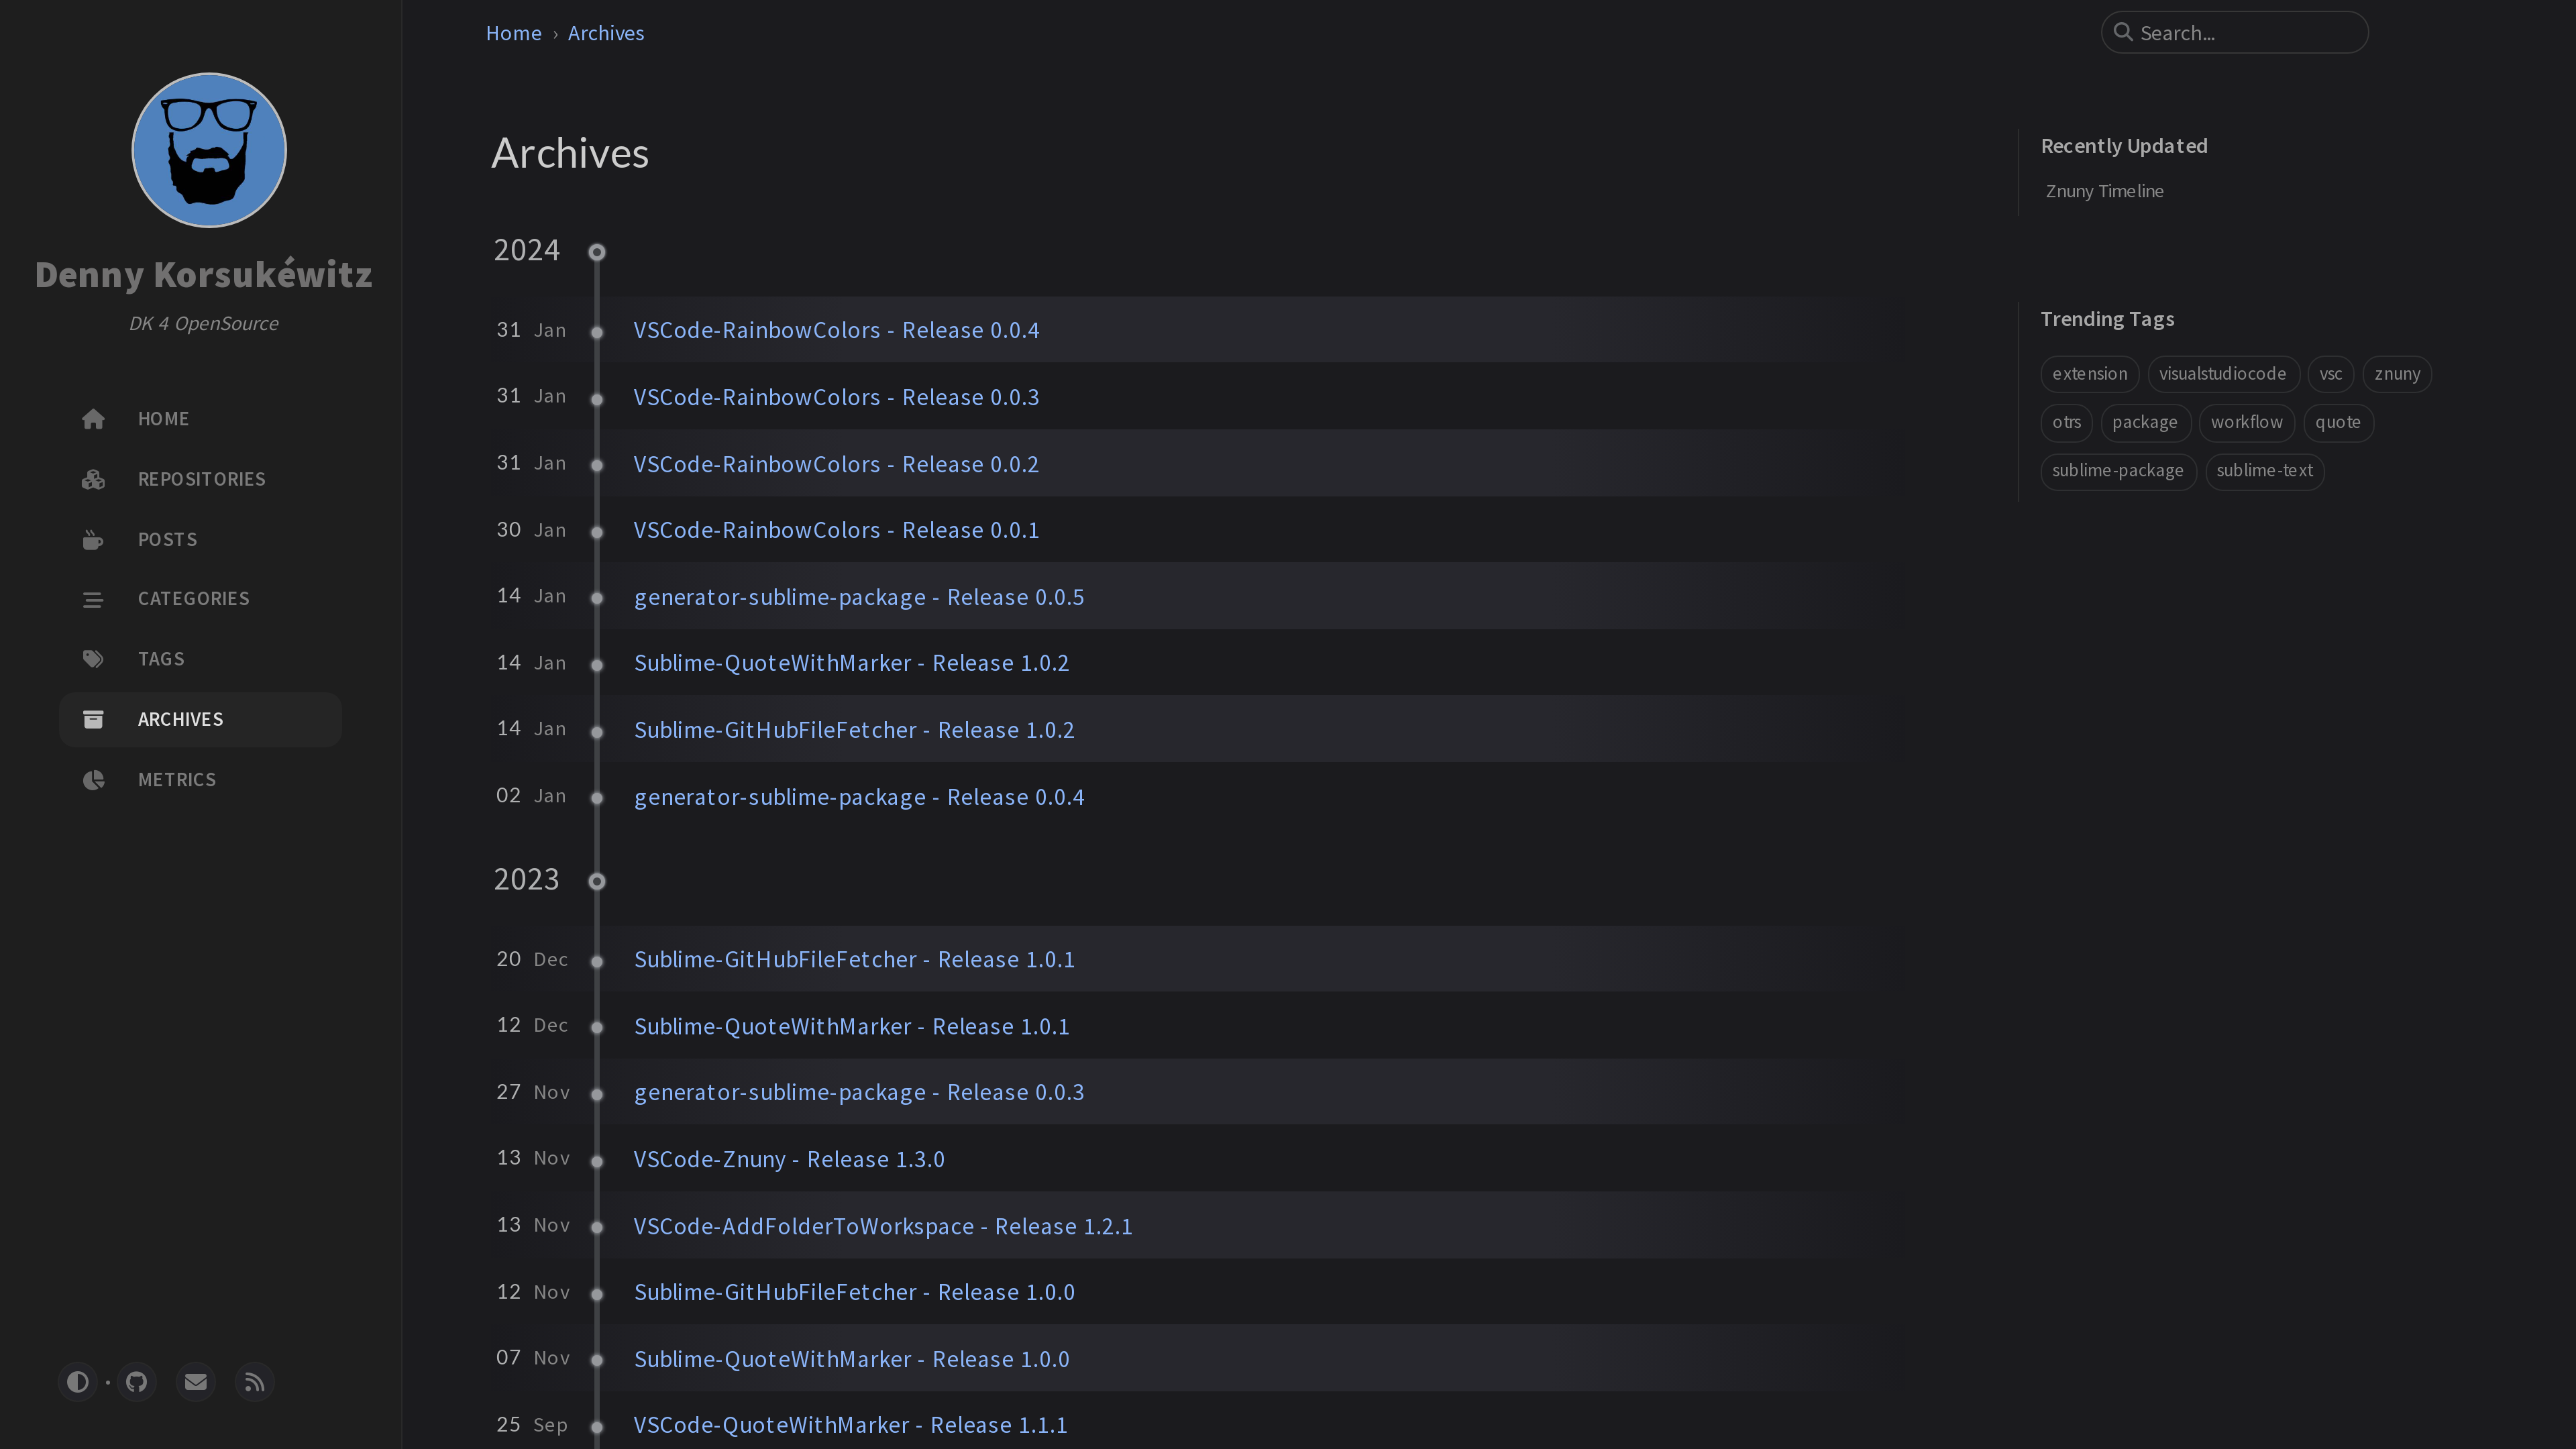 Denny Korsukéwitz
DK 4 OpenSource
HOME
REPOSITORIES
POSTS
CATEGORIES
TAGS
ARCHIVES
METRICS
Home › Archives
Search...
Archives
2024
31 Jan VSCode-RainbowColors - Release 0.0.4
31 Jan VSCode-RainbowColors - Release 0.0.3
31 Jan VSCode-RainbowColors - Release 0.0.2
30 Jan VSCode-RainbowColors - Release 0.0.1
14 Jan generator-sublime-package - Release 0.0.5
14 Jan Sublime-QuoteWithMarker - Release 1.0.2
14 Jan Sublime-GitHubFileFetcher - Release 1.0.2
02 Jan generator-sublime-package - Release 0.0.4
2023
20 Dec Sublime-GitHubFileFetcher - Release 1.0.1
12 Dec Sublime-QuoteWithMarker - Release 1.0.1
27 Nov generator-sublime-package - Release 0.0.3
13 Nov VSCode-Znuny - Release 1.3.0
13 Nov VSCode-AddFolderToWorkspace - Release 1.2.1
12 Nov Sublime-GitHubFileFetcher - Release 1.0.0
07 Nov Sublime-QuoteWithMarker - Release 1.0.0
25 Sep VSCode-QuoteWithMarker - Release 1.1.1
Recently Updated
Znuny Timeline
Trending Tags
extension visualstudiocode vsc znuny
otrs package workflow quote
sublime-package sublime-text